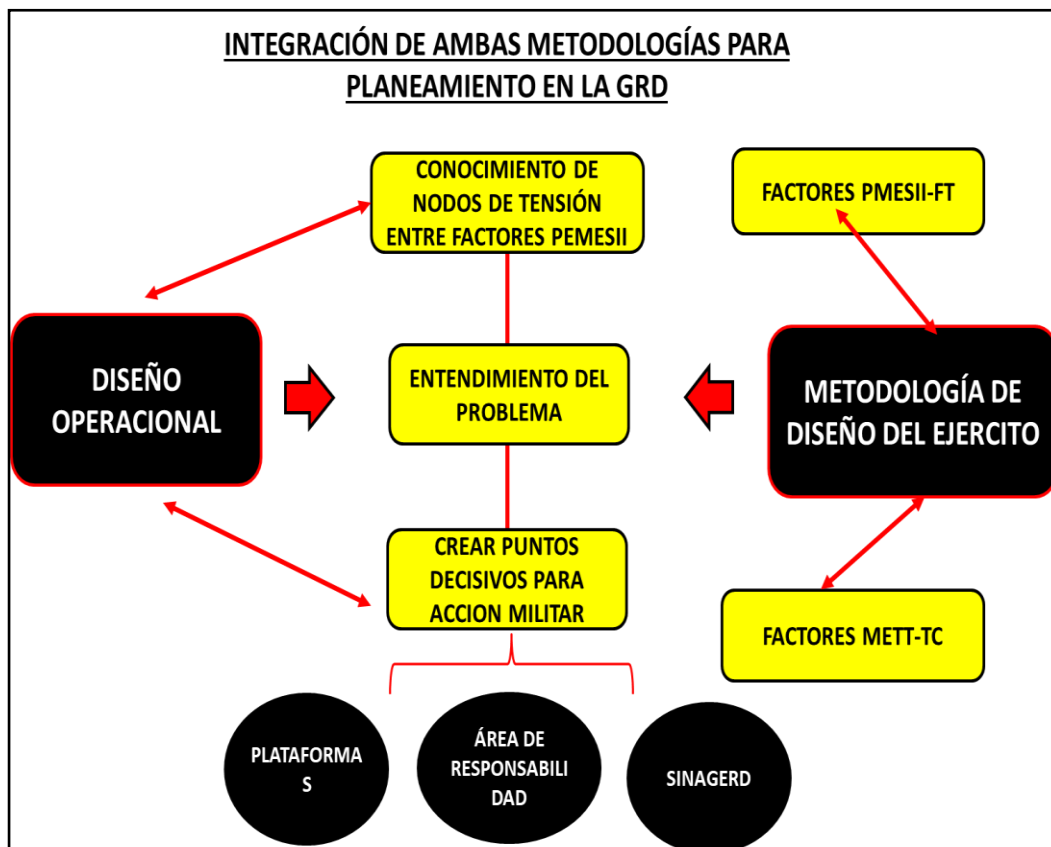 INTEGRACIÓN DE AMBAS METODOLOGÍAS PARA
PLANEAMIENTO EN LA GRD
CONOCIMIENTO DE
NODOS DE TENSIÓN
ENTRE FACTORES PEMESII
FACTORES PMESII-FT
DISEÑO
OPERACIONAL
ENTENDIMIENTO DEL
PROBLEMA
METODOLOGÍA DE
DISEÑO DEL EJERCITO
CREAR PUNTOS
DECISIVOS PARA
ACCION MILITAR
FACTORES METT-TC
PLATAFORMA
S
ÁREA DE
RESPONSABILI
DAD
SINAGERD